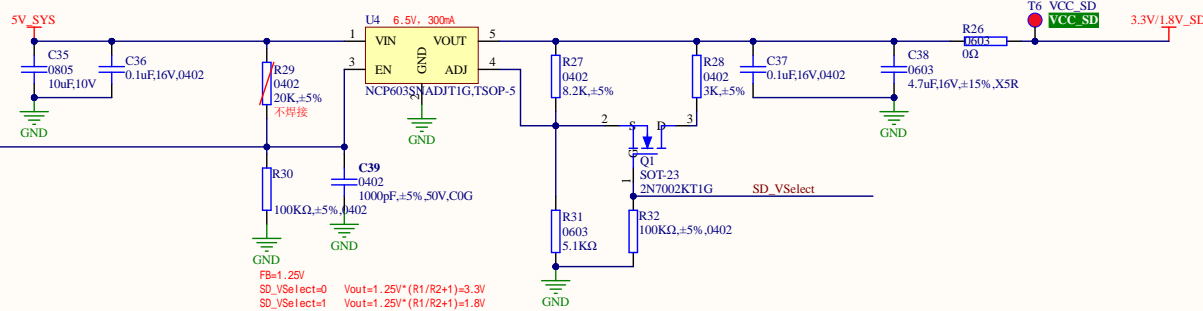 5V_SYS
U4
6.5V, 300mA
T6
VCC_SD
VCC_SD
3.3V/1.8V_SD
R26
0603
0Ω
1
VIN
VOUT
5
3
EN
GND
ADJ
4
2
NCP603SNADJT1G,TSOP-5
GND
C35
0805
10uF,10V
GND
C36
0.1uF,16V,0402
R29
0402
20K,±5%
不焊接
R27
0402
8.2K,±5%
R28
0402
3K,±5%
C37
0.1uF,16V,0402
C38
0603
4.7uF,16V,±15%,X5R
GND
2
S
D
3
G
Q1
SOT-23
2N7002KT1G
1
SD_VSelect
R30
100KΩ,±5%,0402
GND
C39
0402
1000pF,±5%,50V,C0G
GND
R31
0603
5.1KΩ
R32
100KΩ,±5%,0402
GND
FB=1.25V
SD_VSelect=0 Vout=1.25V*(R1/R2+1)=3.3V
SD_VSelect=1 Vout=1.25V*(R1/R2+1)=1.8V